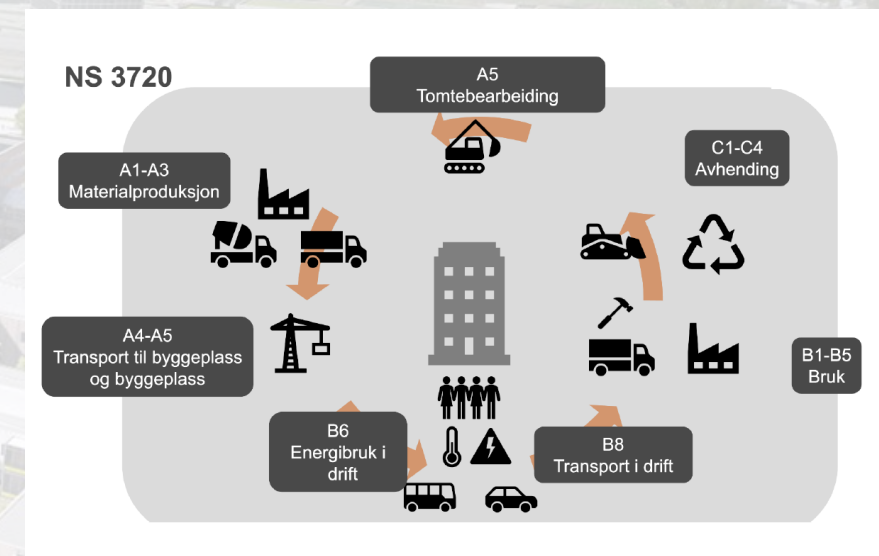 NS 3720
A5
Tomtebearbeiding
A1-A3
Materialproduksjon
C1-C4
Avhending
A4-A5
Transport til byggeplass
og byggeplass
B1-B5
Bruk
B6
Energibruk i
drift
B8
Transport i drift